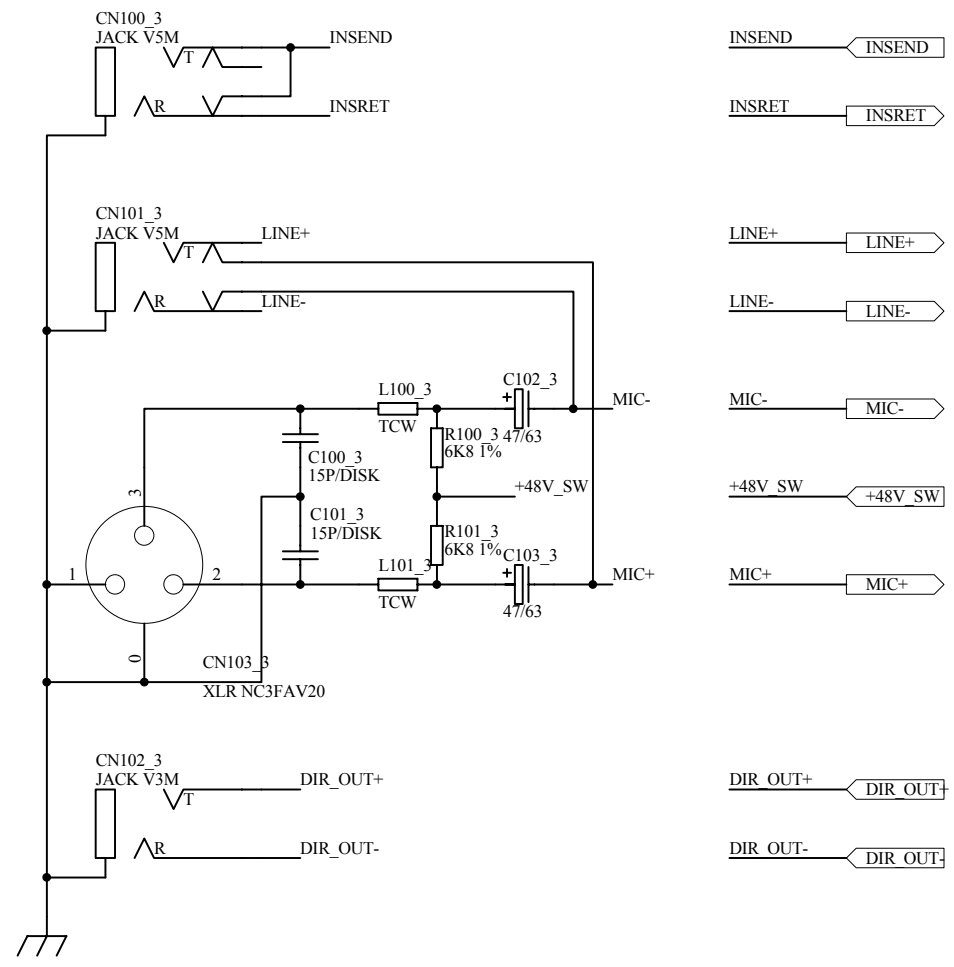 CN100_3
JACK V5M
T
INSEND
R
INSRET
INSEND
INSEND
INSRET
INSRET
CN101_3
JACK V5M
T
LINE+
R
LINE-
LINE+
LINE+
LINE-
LINE-
L100_3
TCW
C102_3
+
47/63
MIC-
MIC-
MIC-
R100_3
6K8 1%
C100_3
15P/DISK
+48V_SW
+48V_SW
+48V_SW
3
C101_3
15P/DISK
R101_3
6K8 1%
L101_3
TCW
C103_3
+
47/63
1
2
MIC+
MIC+
MIC+
0
CN103_3
XLR NC3FAV20
CN102_3
JACK V3M
T
DIR_OUT+
R
DIR_OUT-
DIR_OUT+
DIR_OUT+
DIR_OUT-
DIR_OUT-